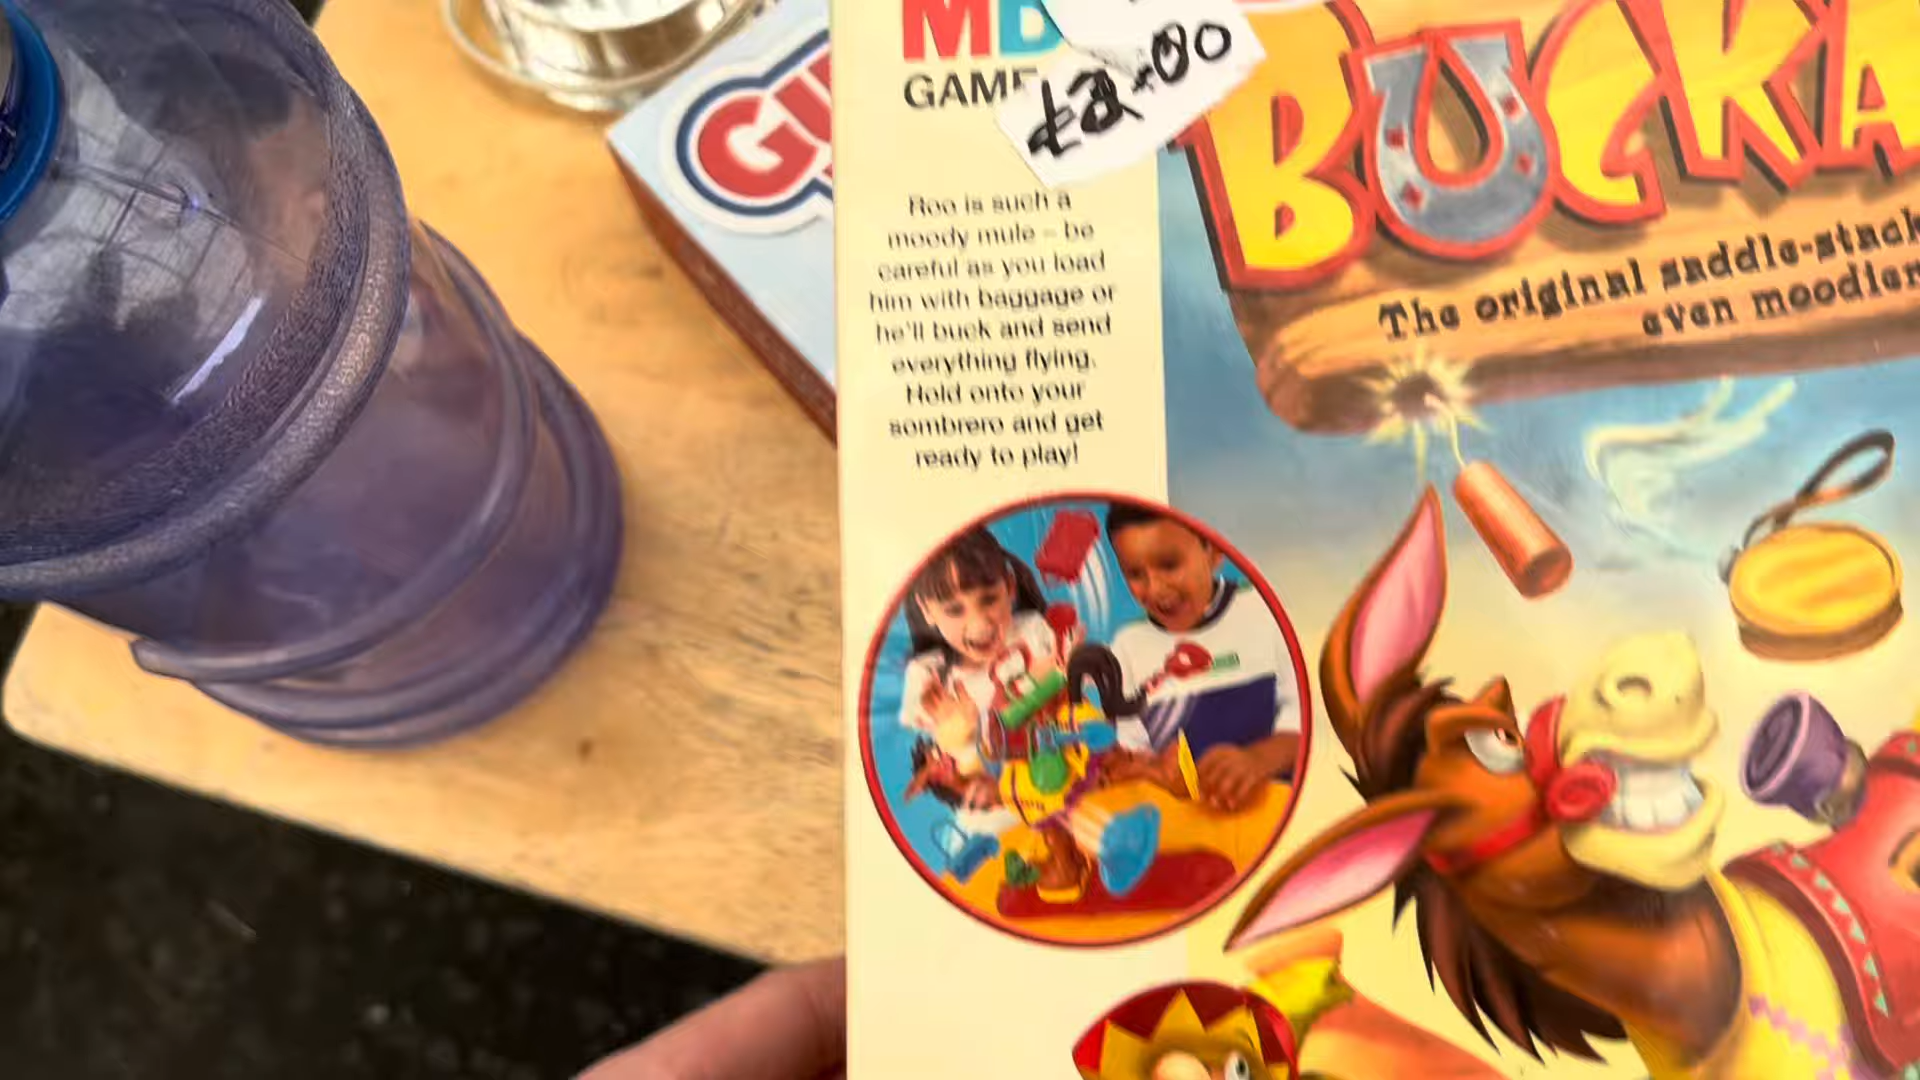 MB
GAME
£2.00
BUCKA
The original saddle-stack
even moodier
Roo is such a
moody mule – be
careful as you load
him with baggage or
he'll buck and send
everything flying.
Hold onto your
sombrero and get
ready to play!
GU